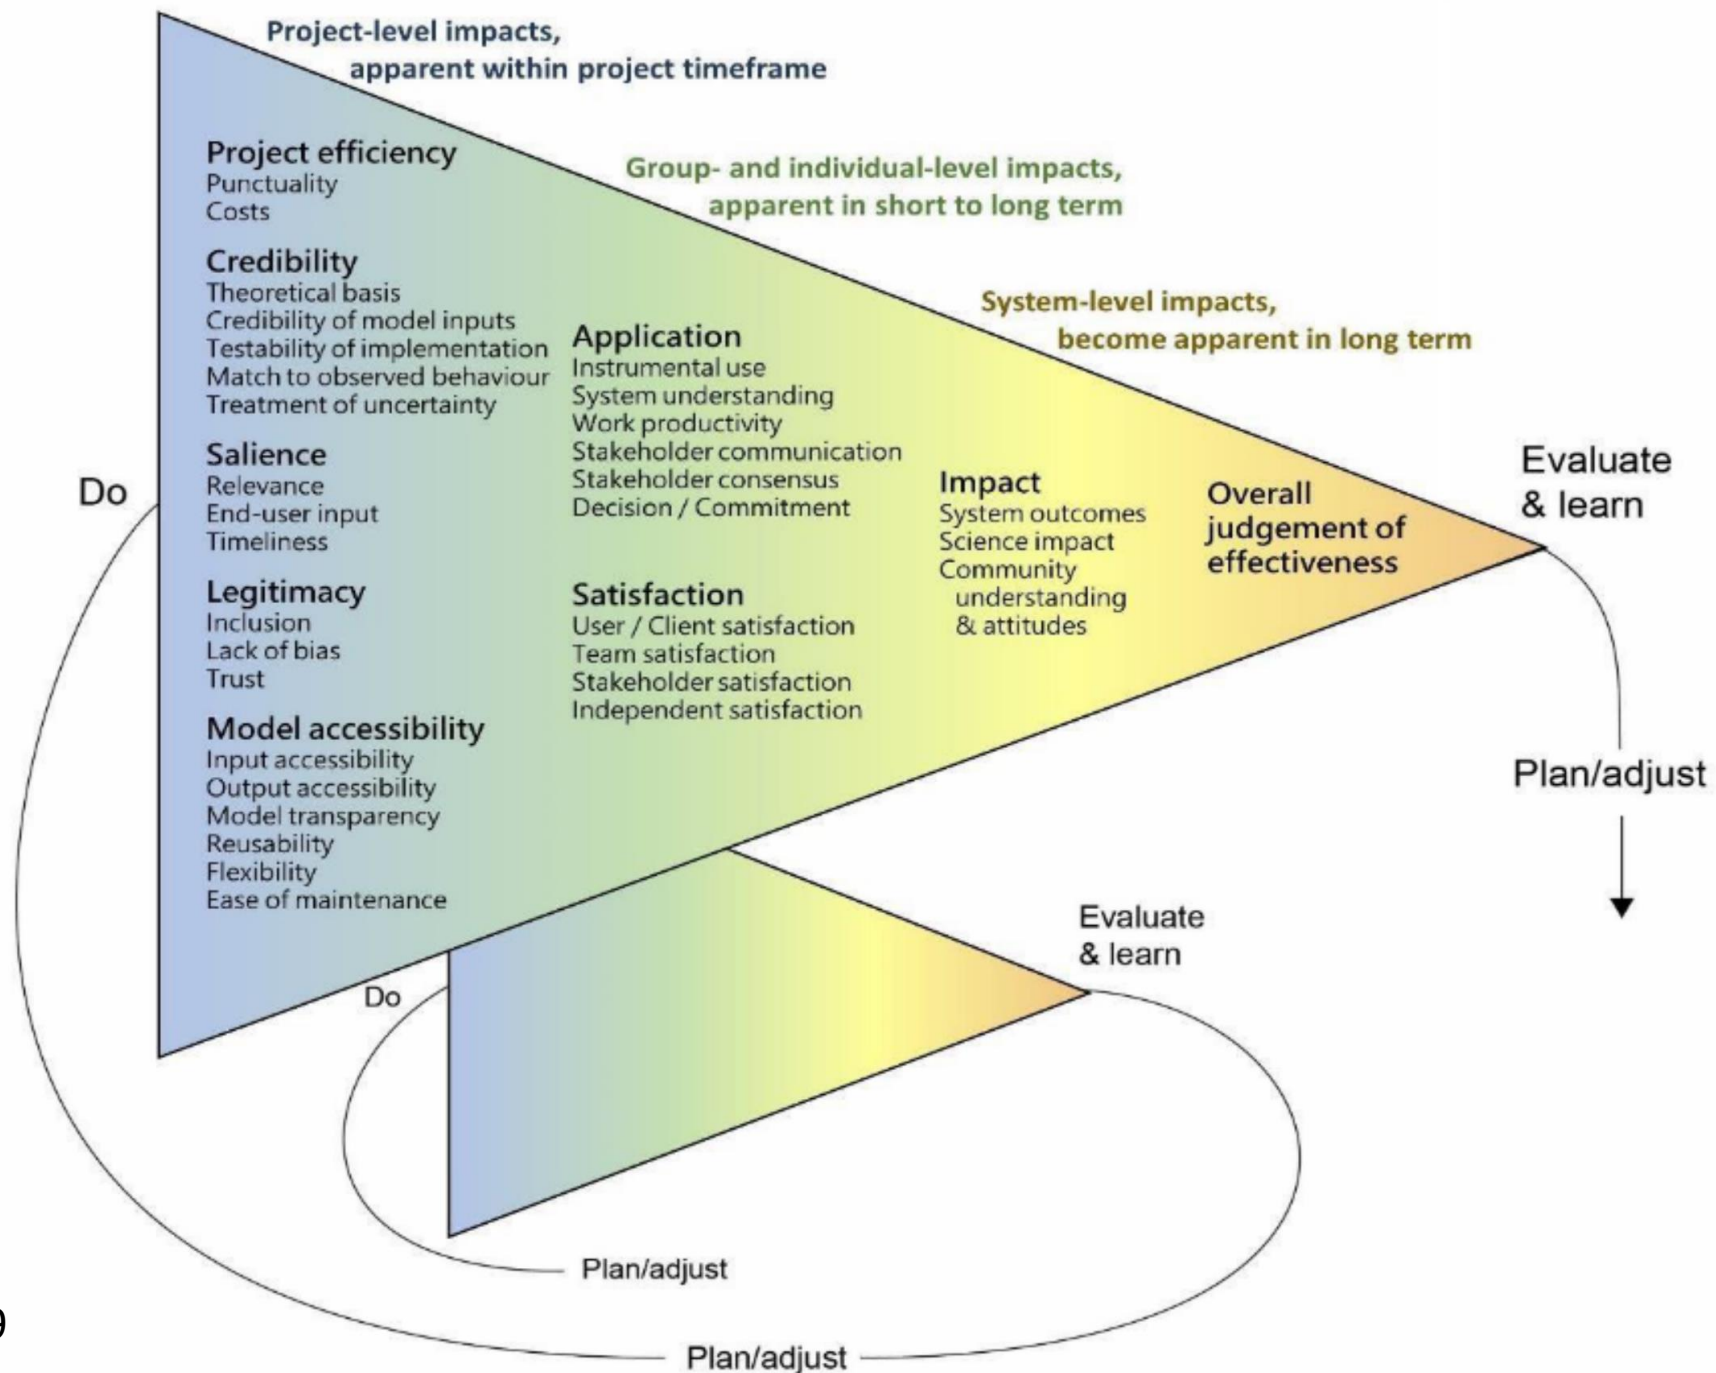 Project-level impacts,
apparent within project timeframe
Group- and individual-level impacts,
apparent in short to long term
System-level impacts,
become apparent in long term
Project efficiency
Punctuality
Costs
Credibility
Theoretical basis
Credibility of model inputs
Testability of implementation
Match to observed behaviour
Treatment of uncertainty
Salience
Relevance
End-user input
Timeliness
Legitimacy
Inclusion
Lack of bias
Trust
Model accessibility
Input accessibility
Output accessibility
Model transparency
Reusability
Flexibility
Ease of maintenance
Application
Instrumental use
System understanding
Work productivity
Stakeholder communication
Stakeholder consensus
Decision / Commitment
Satisfaction
User / Client satisfaction
Team satisfaction
Stakeholder satisfaction
Independent satisfaction
Impact
System outcomes
Science impact
Community
understanding
& attitudes
Overall
judgement of
effectiveness
Do
Evaluate
& learn
Plan/adjust
Do
Evaluate
& learn
Plan/adjust
Plan/adjust
9